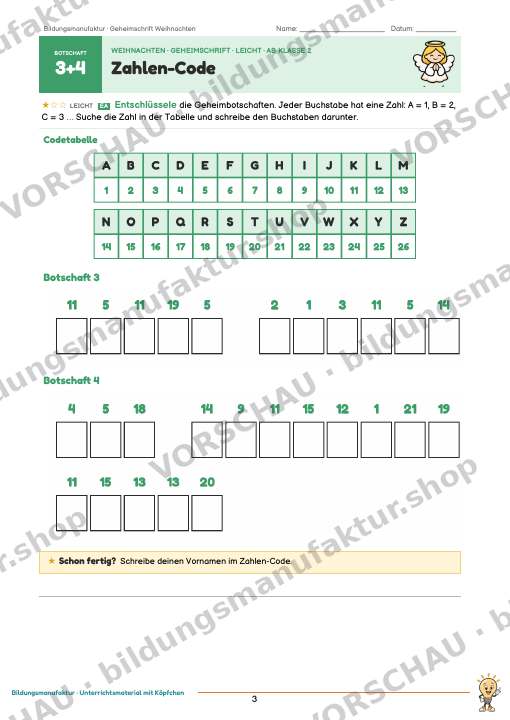 Bildungsmanufaktur · Geheimschrift Weihnachten Name: Datum:
BOTSCHAFT
3+4
WEIHNACHTEN · GEHEIMSCHRIFT · LEICHT · AB KLASSE 2
Zahlen-Code
★☆☆ LEICHT EA Entschlüssele die Geheimbotschaften. Jeder Buchstabe hat eine Zahl: A = 1, B = 2,
C = 3 ... Suche die Zahl in der Tabelle und schreibe den Buchstaben darunter.
Codetabelle
A B C D E F G H I J K L M
1 2 3 4 5 6 7 8 9 10 11 12 13
N O P Q R S T U V W X Y Z
14 15 16 17 18 19 20 21 22 23 24 25 26
Botschaft 3
11 5 11 19 5 2 1 3 11 5 14
Botschaft 4
4 5 18 14 9 11 15 12 1 21 19
11 15 13 13 20
★ Schon fertig? Schreibe deinen Vornamen im Zahlen-Code.
Bildungsmanufaktur · Unterrichtsmaterial mit Köpfchen
3
VORSCHAU · bildungsmanufaktur.shop